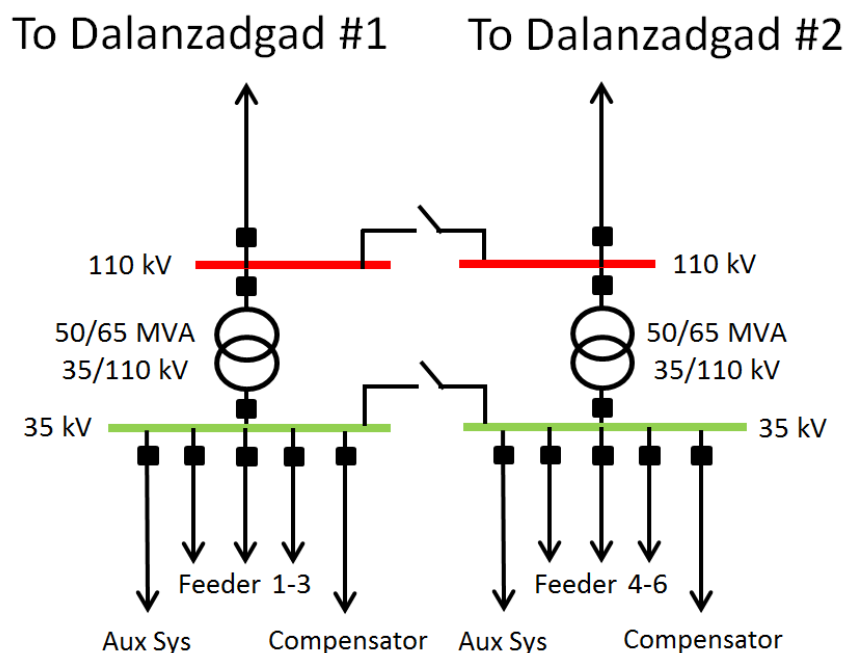 To Dalanzadgad #1
To Dalanzadgad #2
110 kV
110 kV
50/65 MVA
35/110 kV
50/65 MVA
35/110 kV
35 kV
35 kV
Feeder 1-3
Feeder 4-6
Aux Sys
Compensator
Aux Sys
Compensator